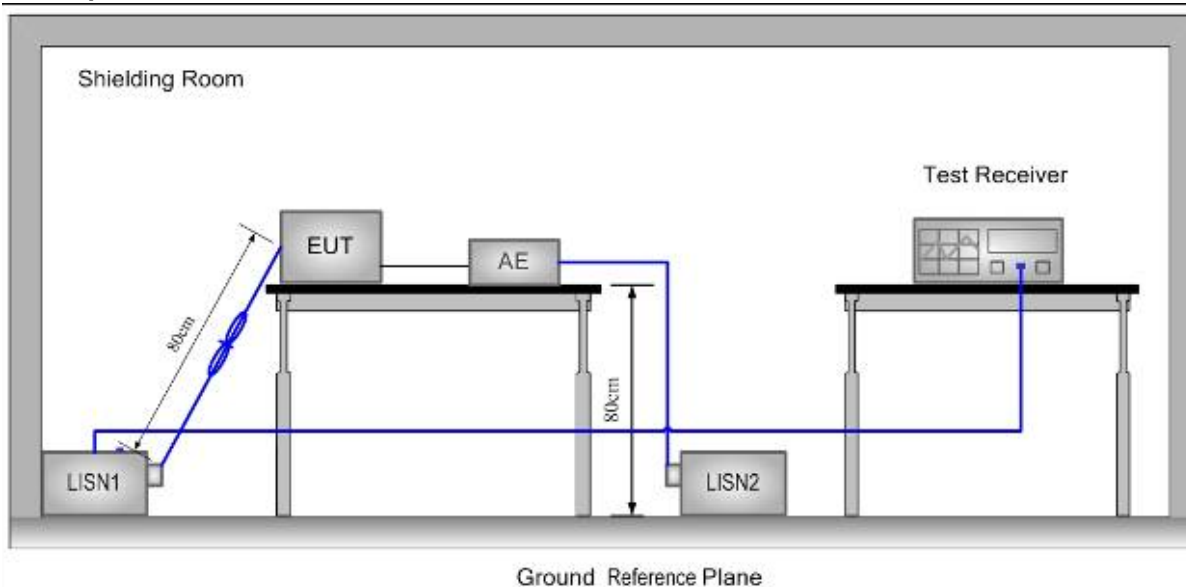 Shielding Room
Test Receiver
EUT
AE
80cm
80cm
LISN1
LISN2
Ground Reference Plane